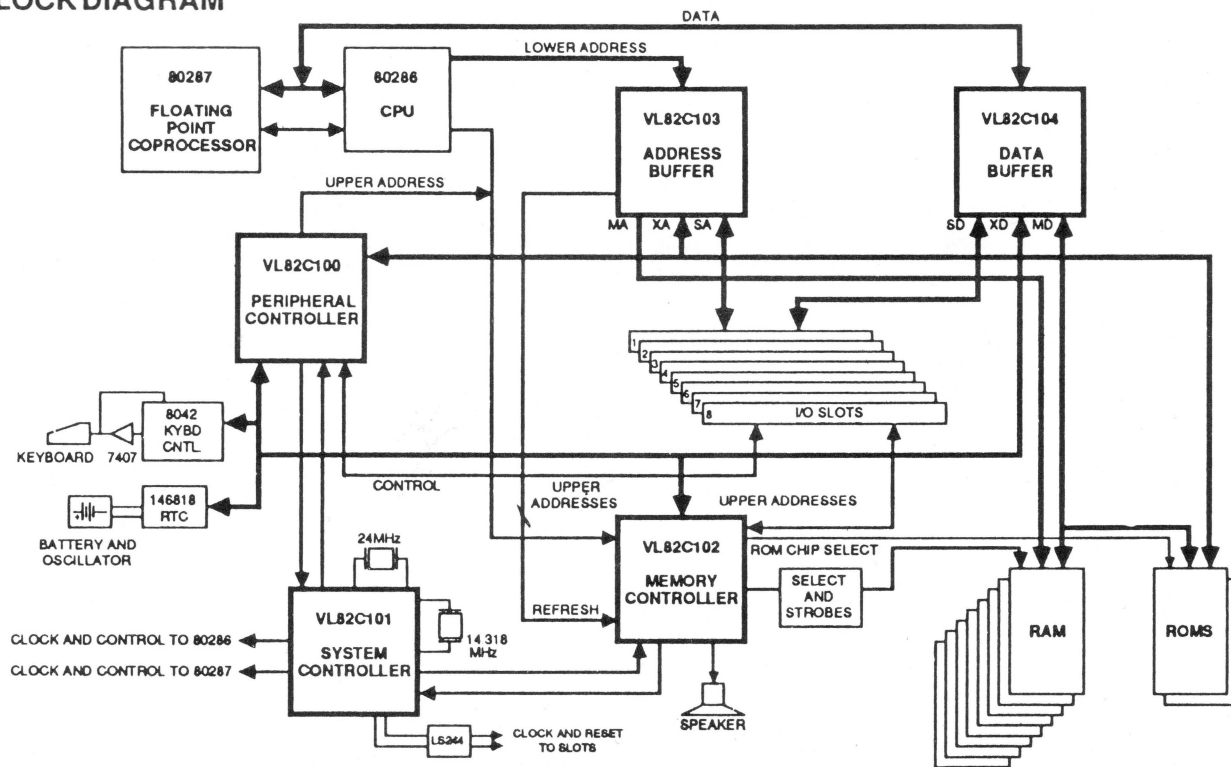 LOCK DIAGRAM
DATA
LOWER ADDRESS
80287
FLOATING
POINT
COPROCESSOR
80286
CPU
VL82C103
ADDRESS
BUFFER
VL82C104
DATA
BUFFER
UPPER ADDRESS
MA
XA
SA
SD
XD
MD
VL82C100
PERIPHERAL
CONTROLLER
1
2
3
4
5
6
7
8
I/O SLOTS
8042
KYBD
CNTL
KEYBOARD
7407
CONTROL
UPPER
ADDRESSES
UPPER ADDRESSES
146818
RTC
BATTERY AND
OSCILLATOR
24MHz
VL82C102
MEMORY
CONTROLLER
ROM CHIP SELECT
SELECT
AND
STROBES
REFRESH
VL82C101
SYSTEM
CONTROLLER
14 318
MHz
CLOCK AND CONTROL TO 80286
CLOCK AND CONTROL TO 80287
RAM
ROMS
SPEAKER
LS244
CLOCK AND RESET
TO SLOTS